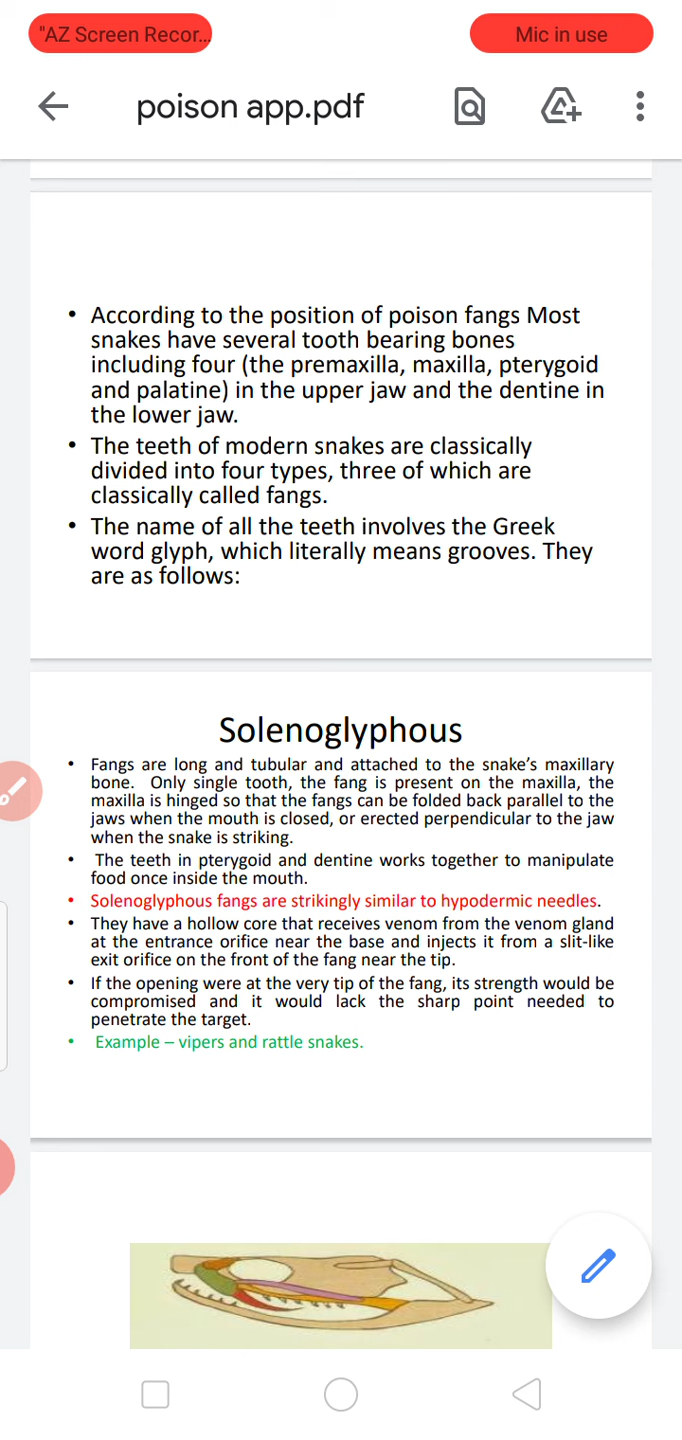 "AZ Screen Recor...
Mic in use
poison app.pdf
• According to the position of poison fangs Most
snakes have several tooth bearing bones
including four (the premaxilla, maxilla, pterygoid
and palatine) in the upper jaw and the dentine in
the lower jaw.
• The teeth of modern snakes are classically
divided into four types, three of which are
classically called fangs.
• The name of all the teeth involves the Greek
word glyph, which literally means grooves. They
are as follows:
Solenoglyphous
• Fangs are long and tubular and attached to the snake's maxillary
bone. Only single tooth, the fang is present on the maxilla, the
maxilla is hinged so that the fangs can be folded back parallel to the
jaws when the mouth is closed, or erected perpendicular to the jaw
when the snake is striking.
• The teeth in pterygoid and dentine works together to manipulate
food once inside the mouth.
• Solenoglyphous fangs are strikingly similar to hypodermic needles.
• They have a hollow core that receives venom from the venom gland
at the entrance orifice near the base and injects it from a slit-like
exit orifice on the front of the fang near the tip.
• If the opening were at the very tip of the fang, its strength would be
compromised and it would lack the sharp point needed to
penetrate the target.
• Example – vipers and rattle snakes.